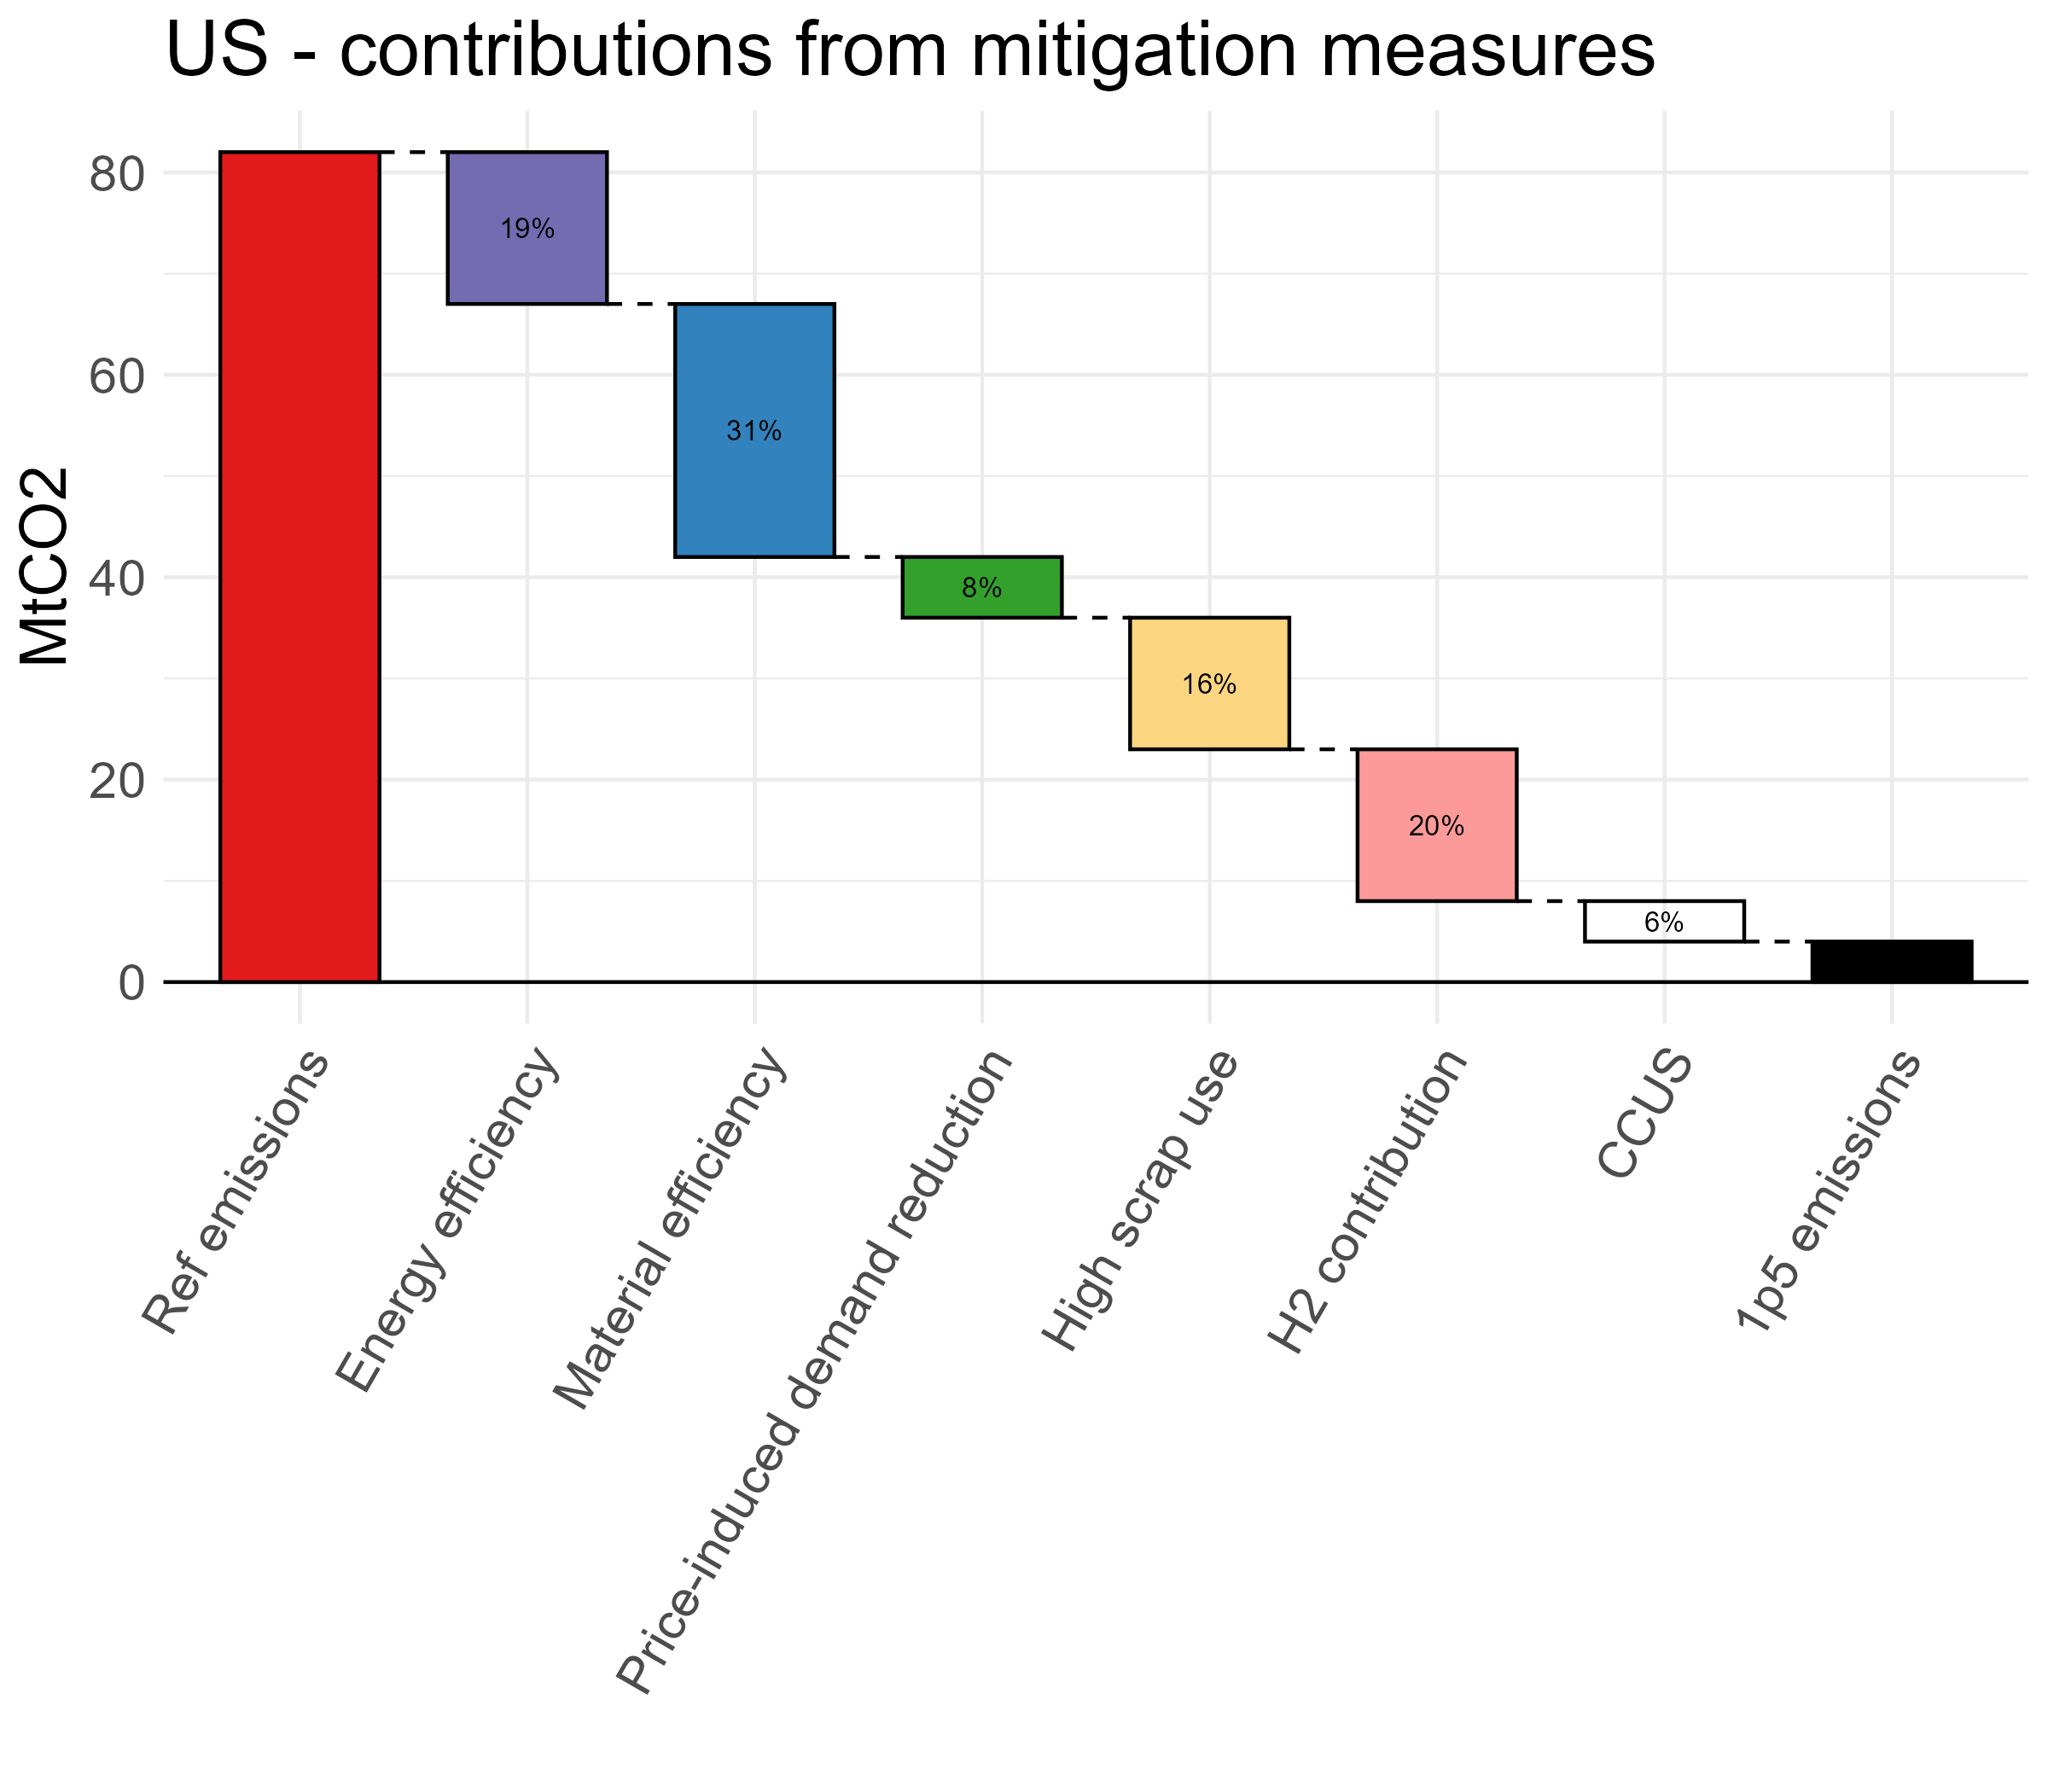 US - contributions from mitigation measures
MtCO2
80
60
40
20
0
19%
31%
8%
16%
20%
6%
Ref emissions
Energy efficiency
Material efficiency
Price-induced demand reduction
High scrap use
H2 contribution
CCUS
1p5 emissions